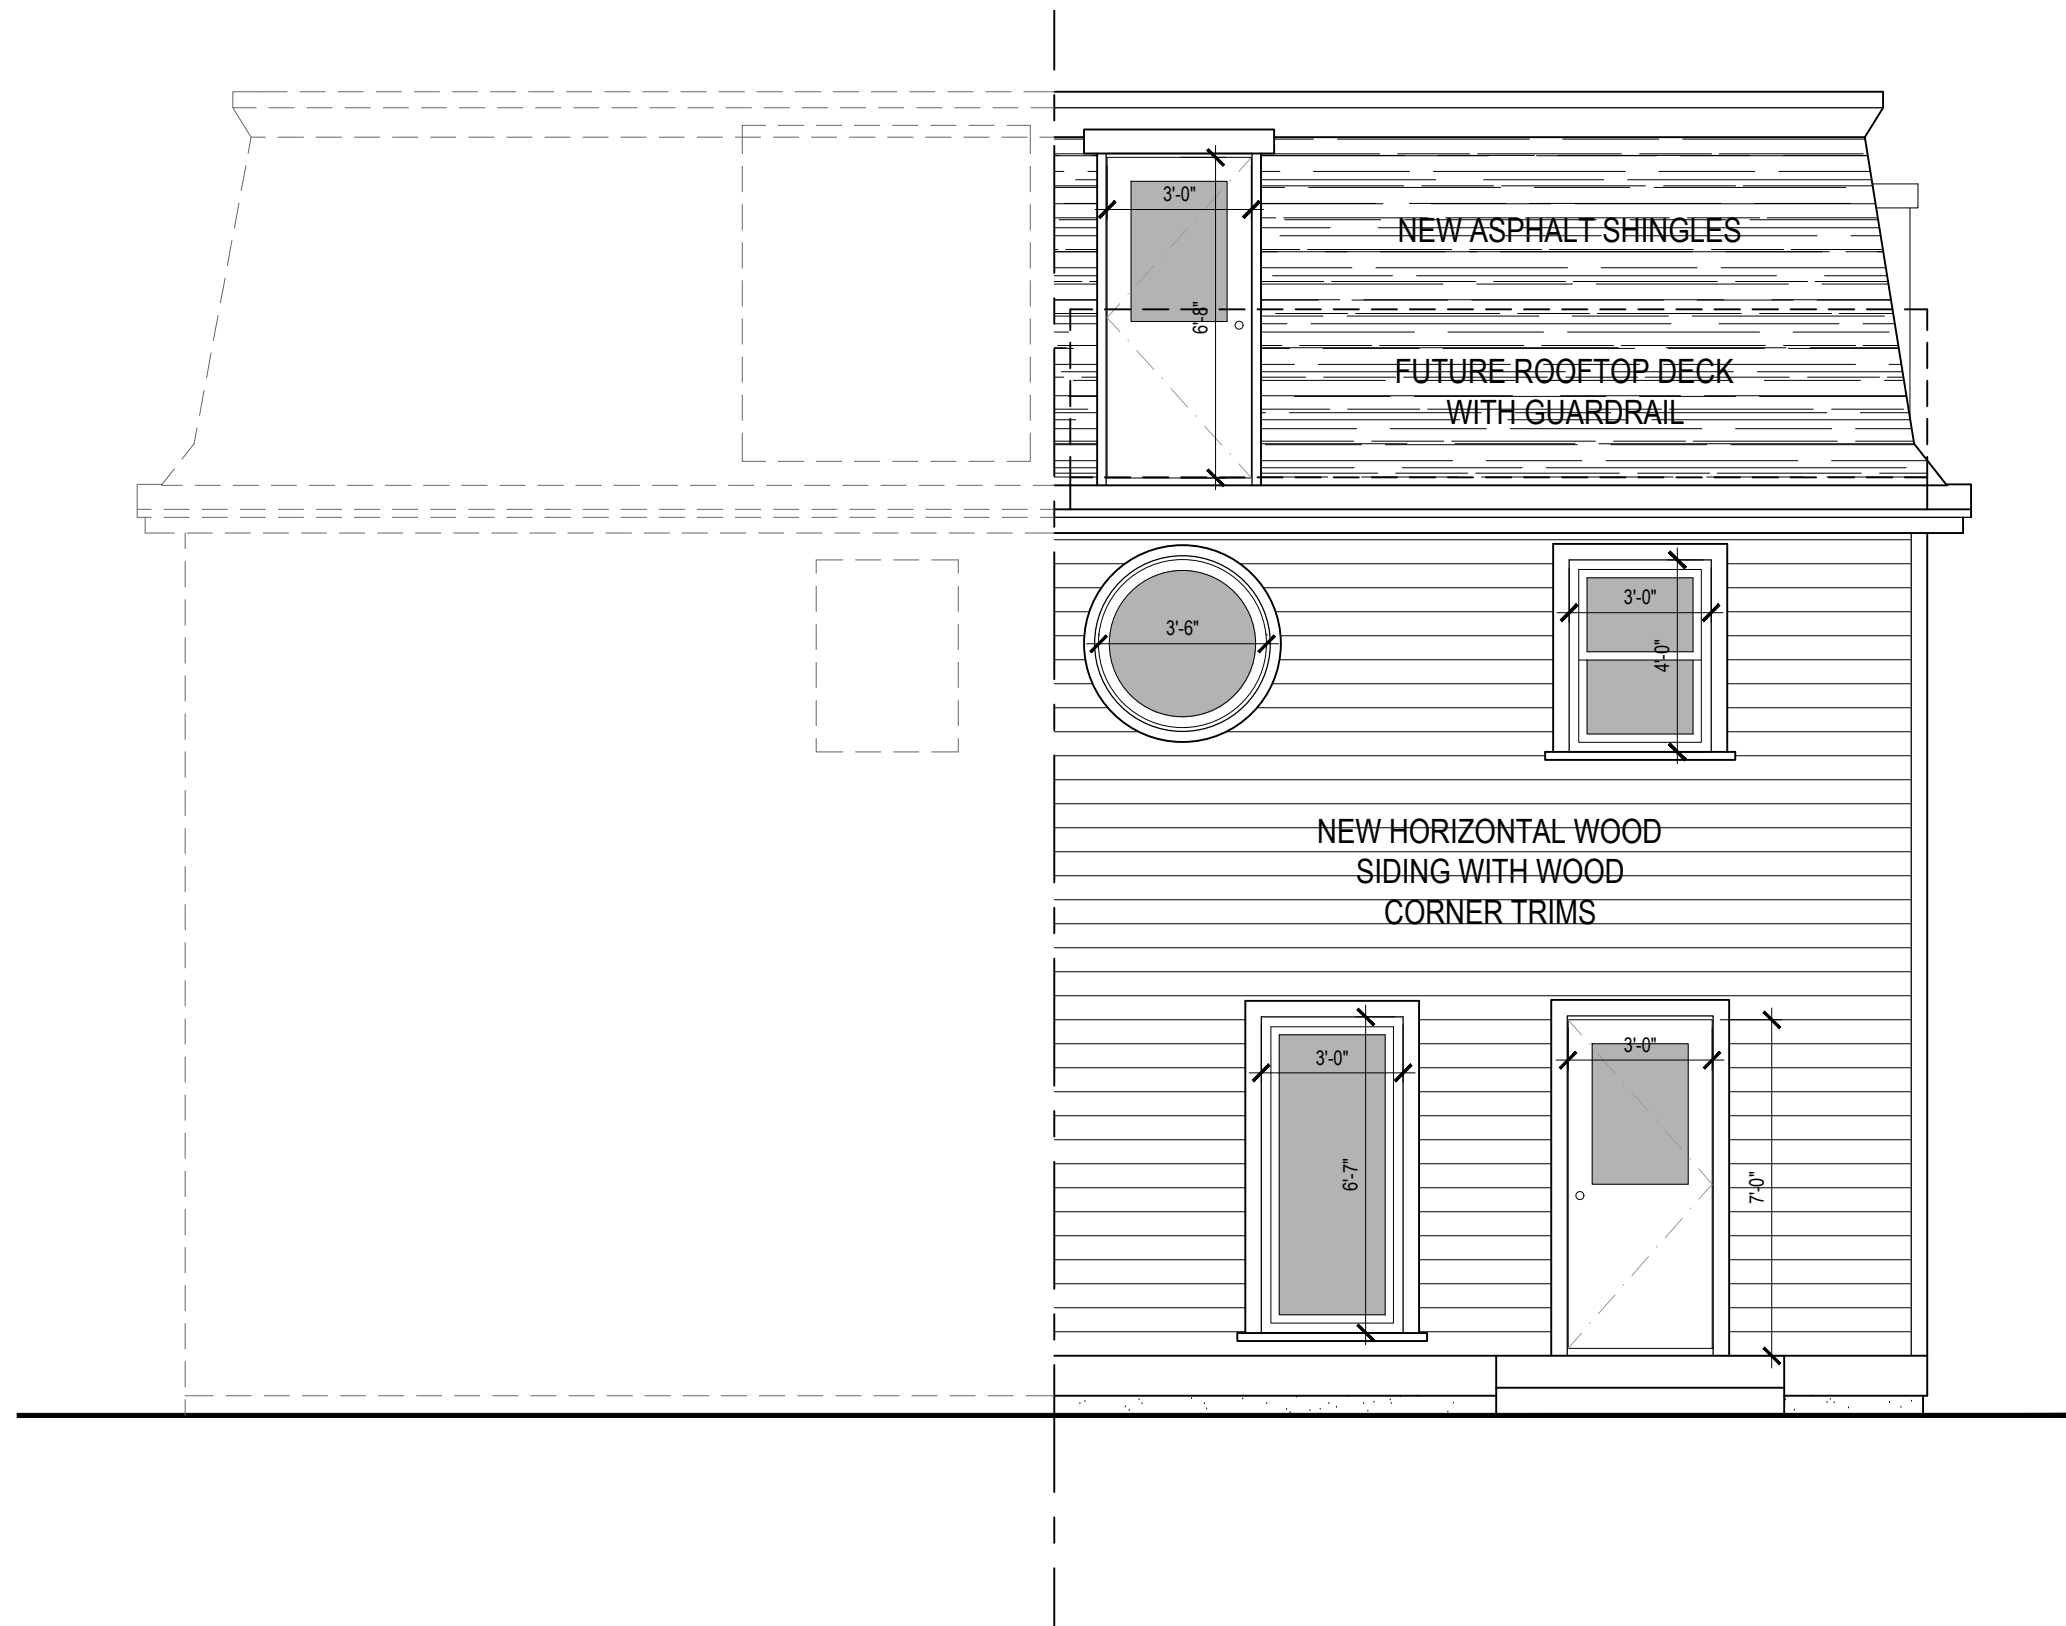 3'-0"
NEW ASPHALT SHINGLES
6'-8"
FUTURE ROOFTOP DECK
WITH GUARDRAIL
3'-6"
3'-0"
4'-0"
NEW HORIZONTAL WOOD
SIDING WITH WOOD
CORNER TRIMS
3'-0"
6'-7"
3'-0"
7'-0"